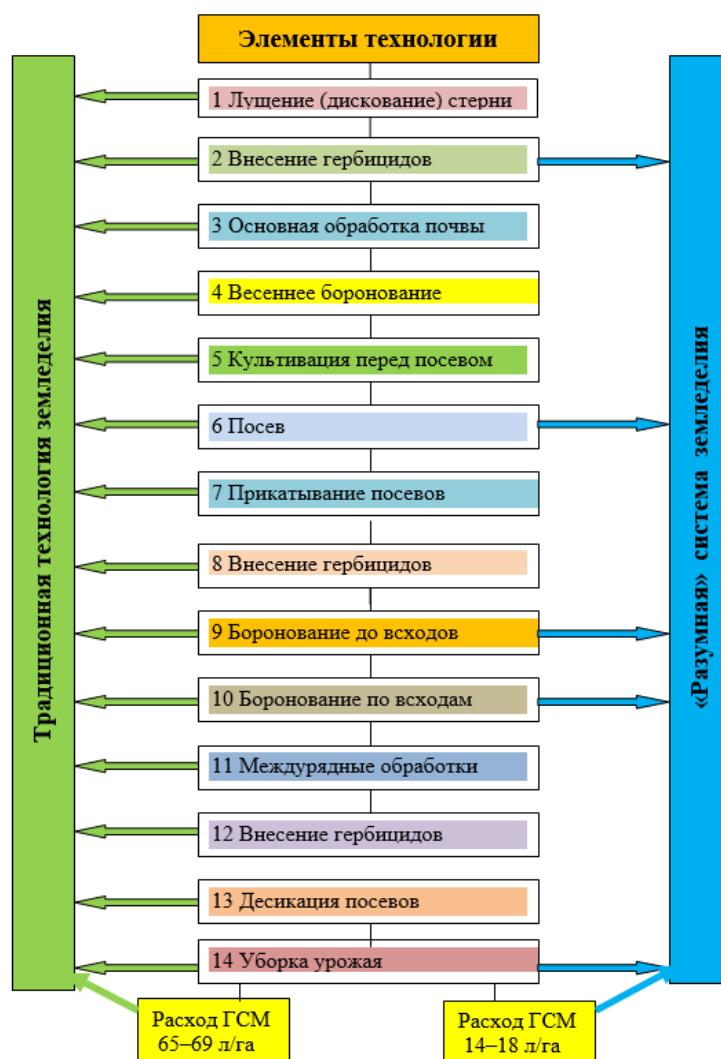 Элементы технологии
Традиционная технология земледелия
1 Лущение (дискование) стерни
2 Внесение гербицидов
3 Основная обработка почвы
4 Весеннее боронование
5 Культивация перед посевом
6 Посев
7 Прикатывание посевов
8 Внесение гербицидов
9 Боронование до всходов
10 Боронование по всходам
11 Междурядные обработки
12 Внесение гербицидов
13 Десикация посевов
14 Уборка урожая
«Разумная» система земледелия
Расход ГСМ
65–69 л/га
Расход ГСМ
14–18 л/га